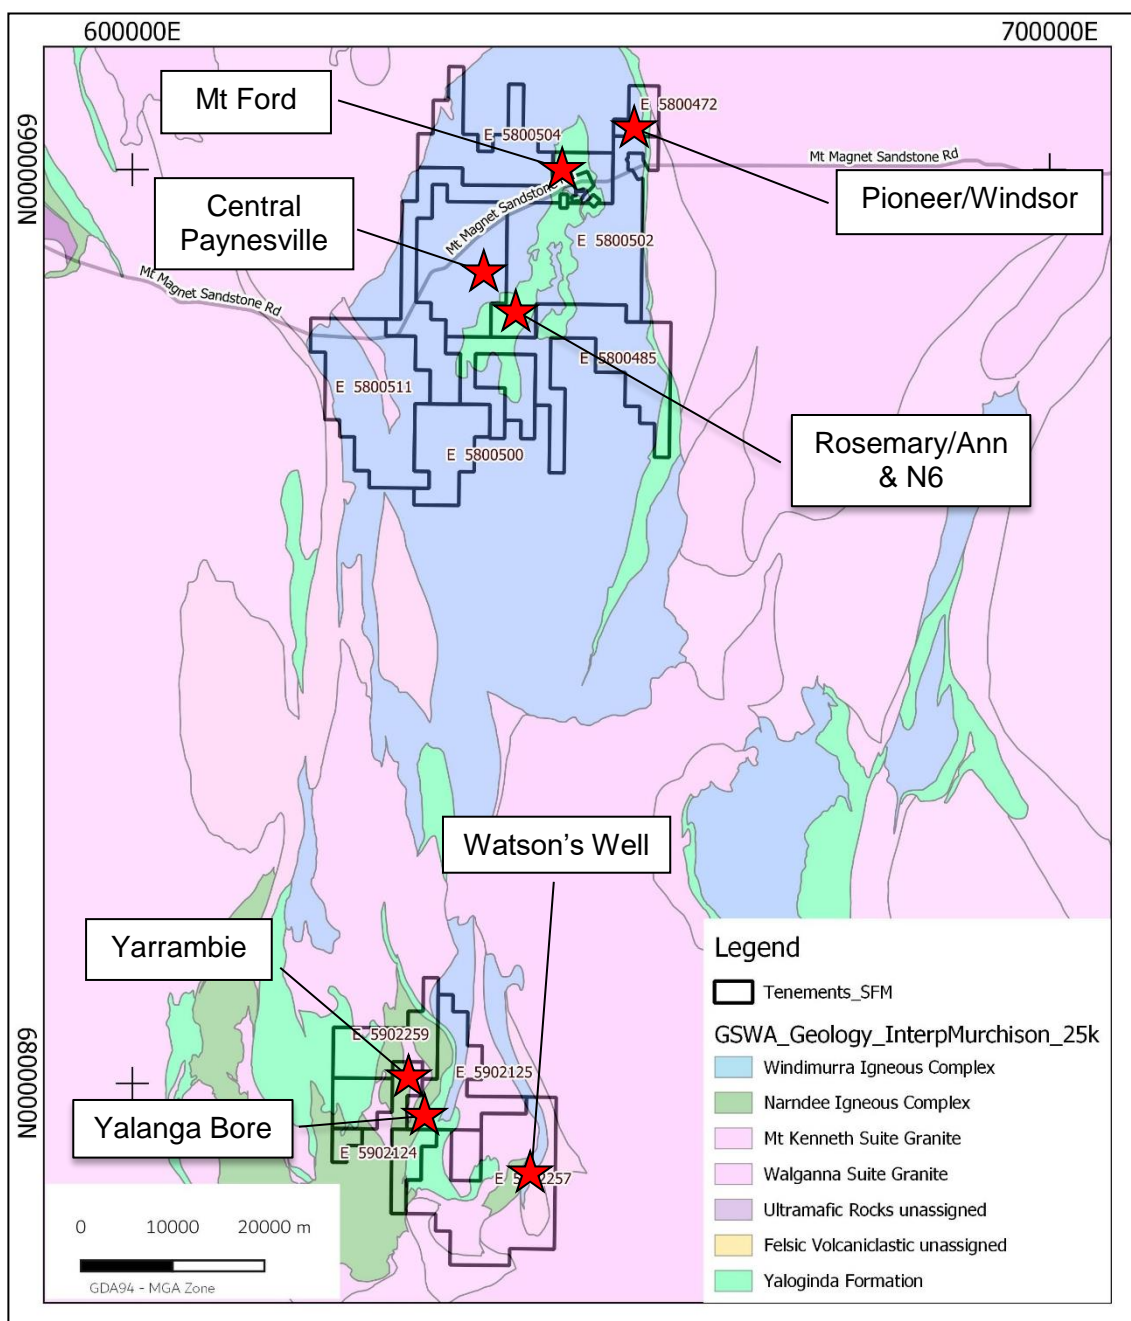 600000E
700000E
N000069
Mt Ford
E 5800472
E 5800504
Mt Magnet Sandstone Rd
Pioneer/Windsor
Central
Paynesville
Mt Magnet Sandstone
E 5800502
Mt Magnet Sandstone Rd
E 5800485
E 5800511
Rosemary/Ann
& N6
E 5800500
Watson's Well
Yarrambie
N000089
E 5902259
E 5902125
Yalanga Bore
E 5902124
2257
Legend
Tenements_SFM
GSWA_Geology_InterpMurchison_25k
Windimurra Igneous Complex
Narndee Igneous Complex
Mt Kenneth Suite Granite
Walganna Suite Granite
Ultramafic Rocks unassigned
Felsic Volcaniclastic unassigned
Yaloginda Formation
0 10000 20000 m
GDA94 - MGA Zone